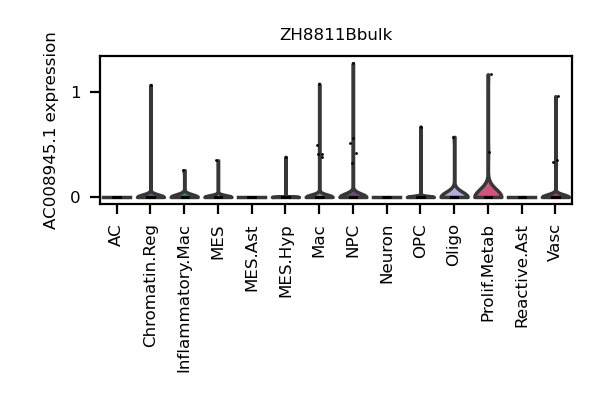 ZH8811Bbulk
AC008945.1 expression
1
0
AC
Chromatin.Reg
Inflammatory.Mac
MES
MES.Ast
MES.Hyp
Mac
NPC
Neuron
OPC
Oligo
Prolif.Metab
Reactive.Ast
Vasc